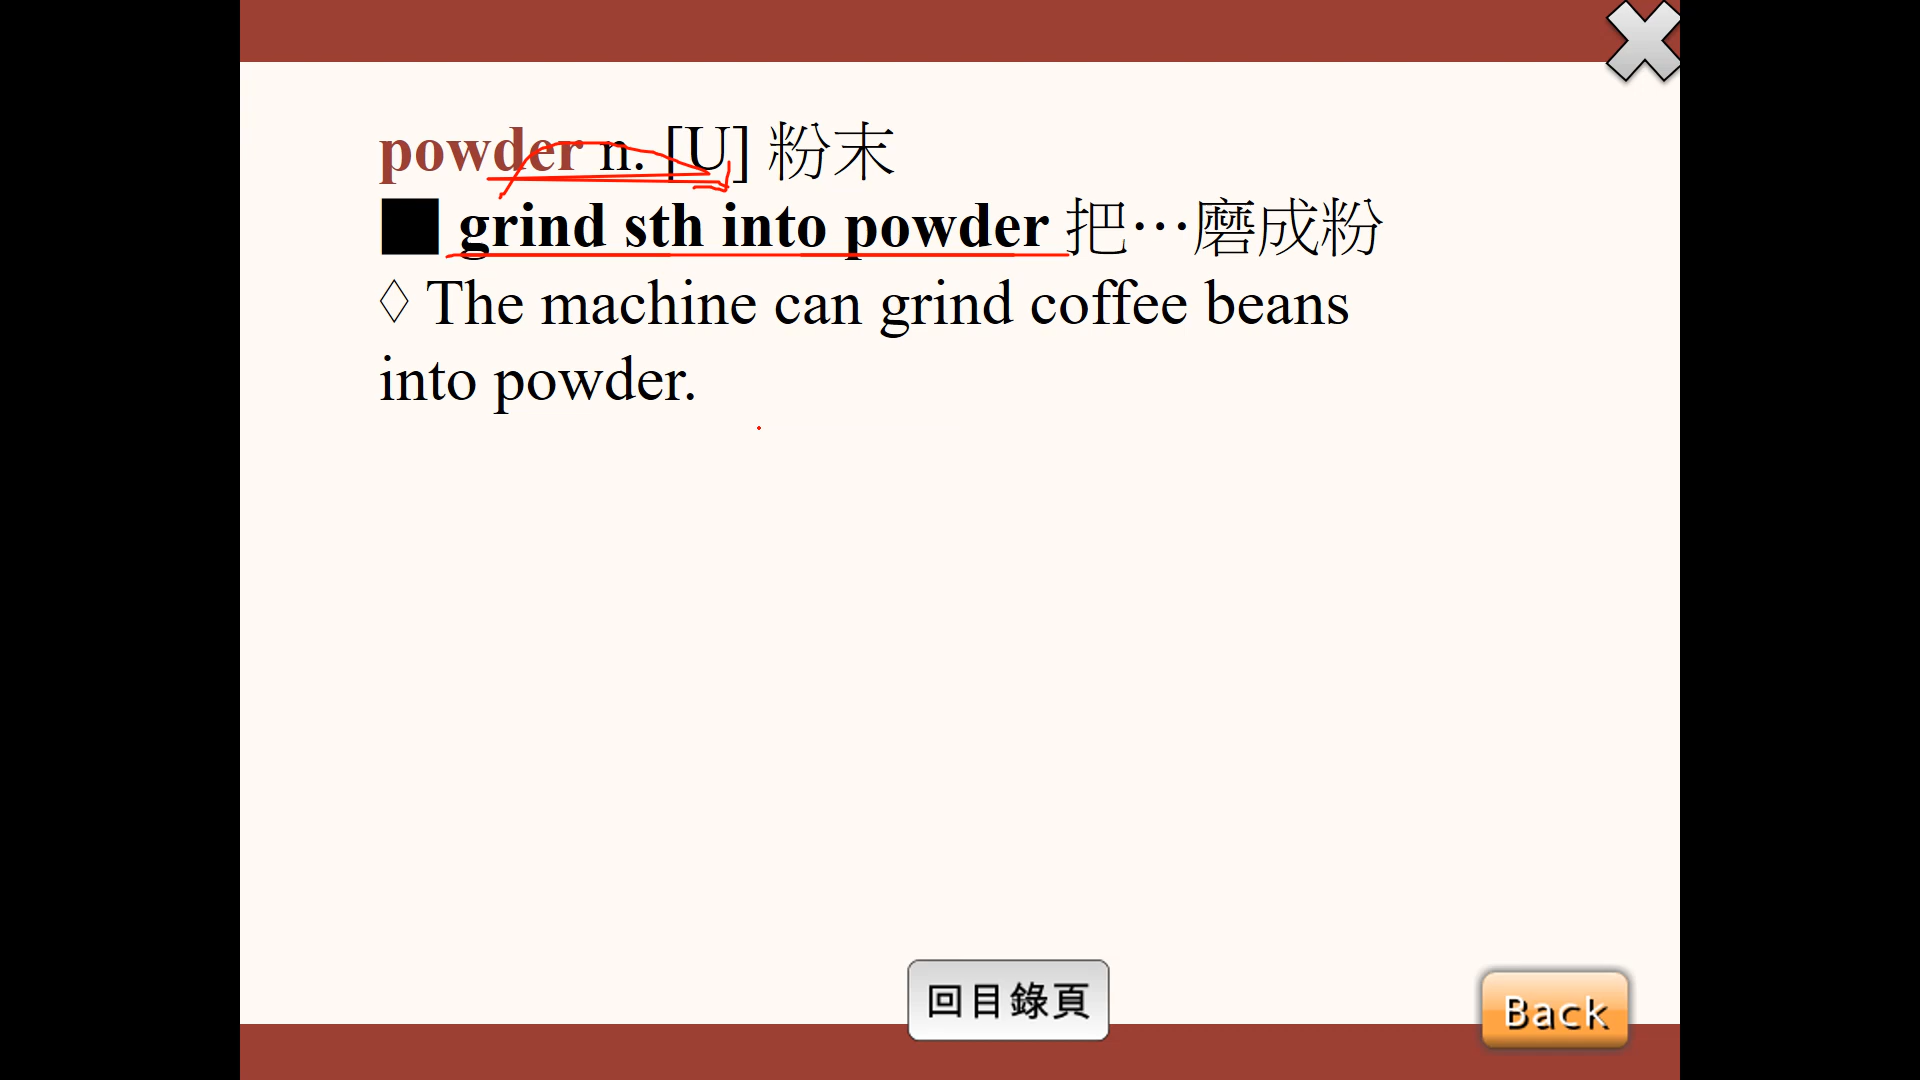 powder n. [U] 粉末
■ grind sth into powder 把…磨成粉
◊ The machine can grind coffee beans
into powder.
回目錄頁
Back